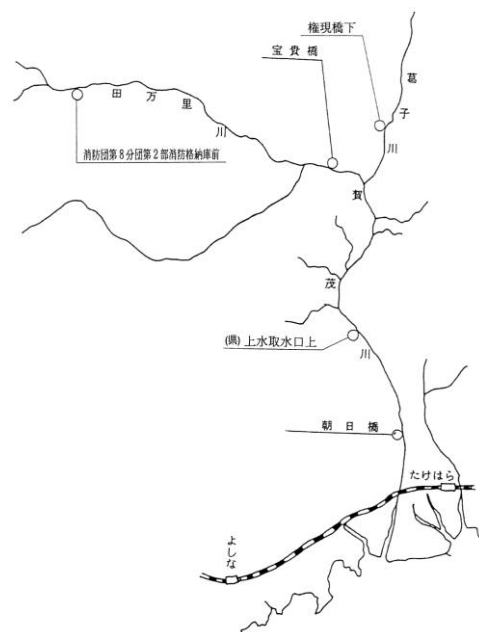 権現橋下
宝貴橋
葛子川
田万里川
消防団第8分団第2部消防格納庫前
賀茂川
(県)上水取水口上
朝日橋
たけはら
よしな